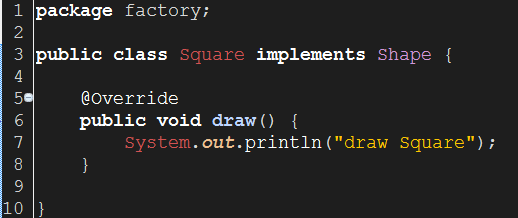 1 package factory;
2
3 public class Square implements Shape {
4
5     @Override
6     public void draw() {
7         System.out.println("draw Square");
8     }
9
10 }